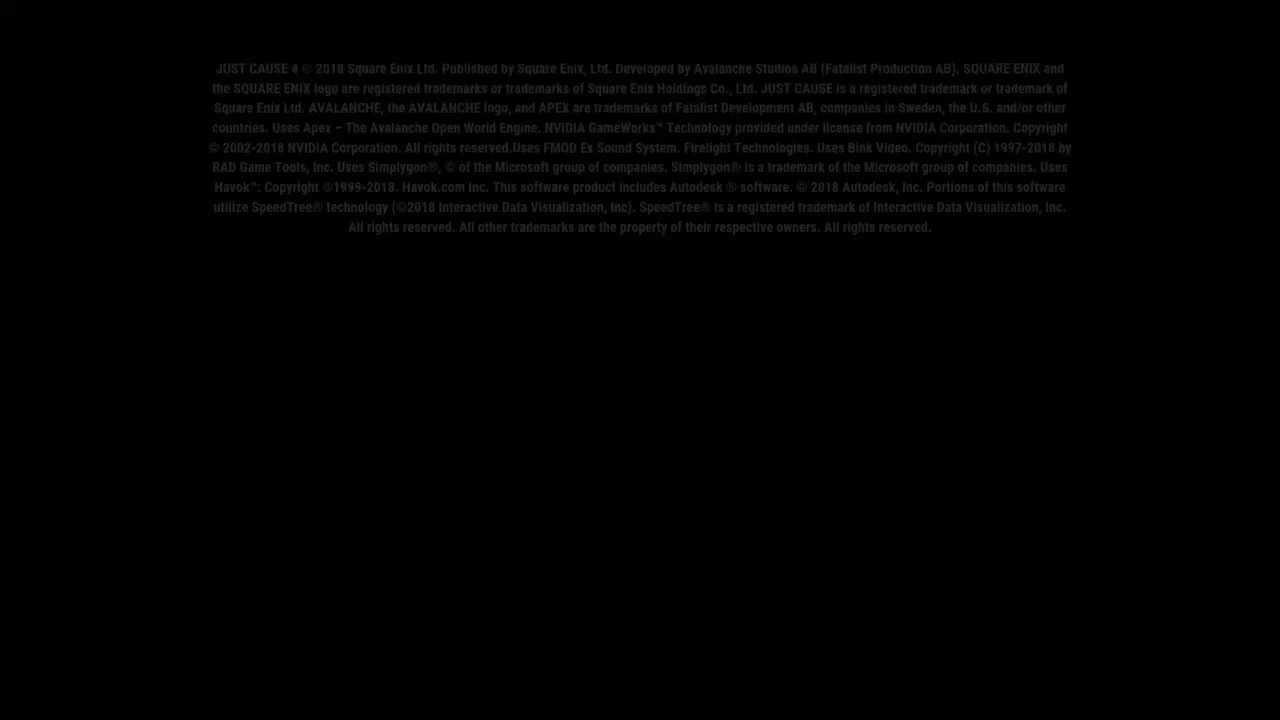 JUST CAUSE 4 © 2018 Square Enix Ltd. Published by Square Enix, Ltd. Developed by Avalanche Studios AB (Fatalist Production AB). SQUARE ENIX and
the SQUARE ENIX logo are registered trademarks or trademarks of Square Enix Holdings Co., Ltd. JUST CAUSE is a registered trademark or trademark of
Square Enix Ltd. AVALANCHE, the AVALANCHE logo, and APEX are trademarks of Fatalist Development AB, companies in Sweden, the U.S. and/or other
countries. Uses Apex – The Avalanche Open World Engine. NVIDIA GameWorks™ Technology provided under license from NVIDIA Corporation. Copyright
© 2002-2018 NVIDIA Corporation. All rights reserved.Uses FMOD Ex Sound System. Firelight Technologies. Uses Bink Video. Copyright (C) 1997-2018 by
RAD Game Tools, Inc. Uses Simplygon®, © of the Microsoft group of companies. Simplygon® is a trademark of the Microsoft group of companies. Uses
Havok™: Copyright ©1999-2018. Havok.com Inc. This software product includes Autodesk ® software. © 2018 Autodesk, Inc. Portions of this software
utilize SpeedTree® technology (©2018 Interactive Data Visualization, Inc). SpeedTree® is a registered trademark of Interactive Data Visualization, Inc.
All rights reserved. All other trademarks are the property of their respective owners. All rights reserved.